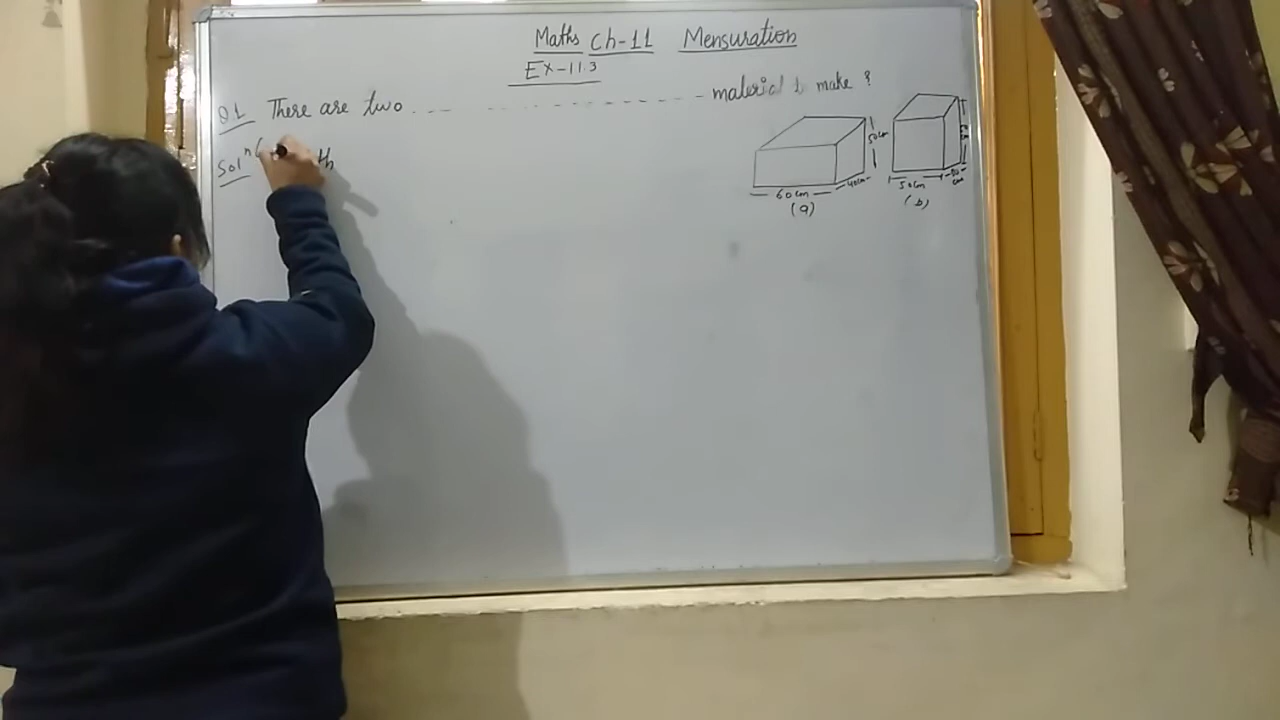 Maths Ch-11 Mensuration
Ex-11.3
Q1 There are two ... - - - - - - - - - material to make ?
Solⁿ ( th
50cm
60cm 40cm
50cm
(a) (b)